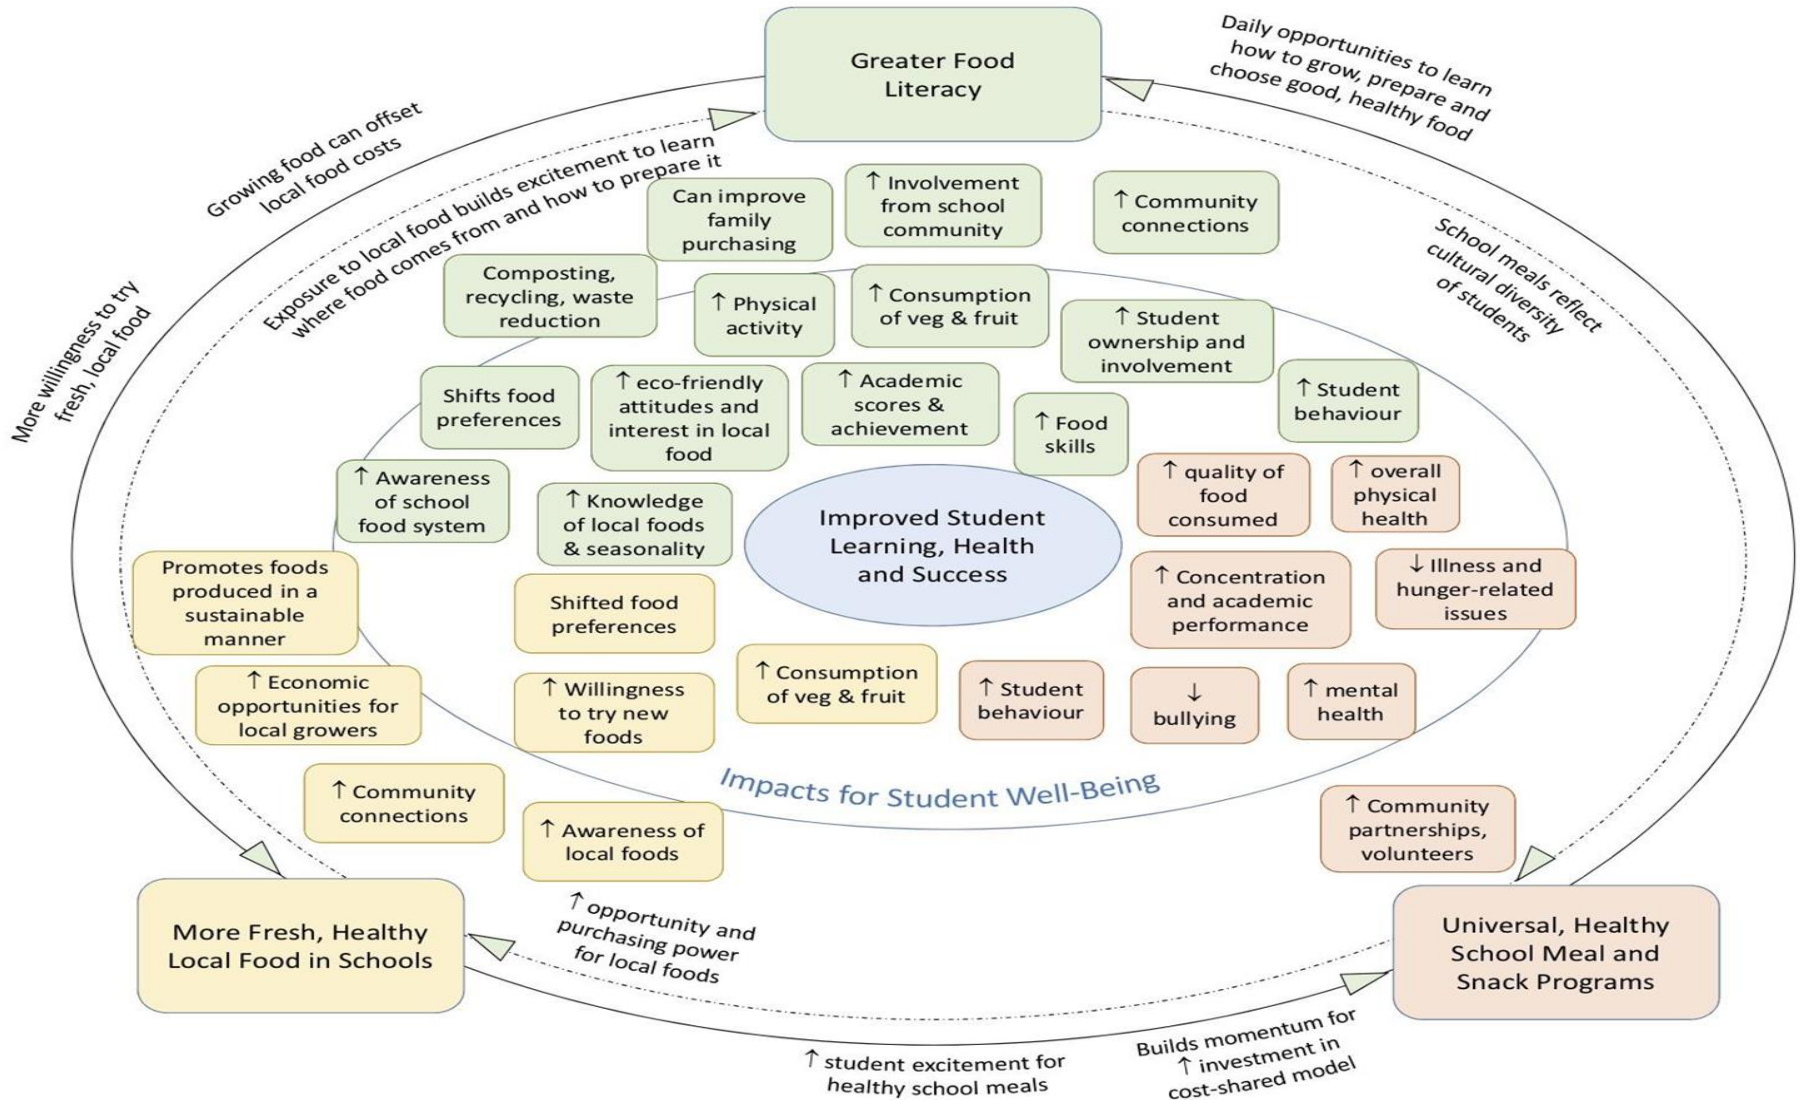 Greater Food
Literacy
Daily opportunities to learn
how to grow, prepare and
choose good, healthy food
Growing food can offset
local food costs
Exposure to local food builds excitement to learn
where food comes from and how to prepare it
More willingness to try
fresh, local food
School meals reflect
cultural diversity
of students
Can improve
family
purchasing
↑ Involvement
from school
community
↑ Community
connections
Composting,
recycling, waste
reduction
↑ Physical
activity
↑ Consumption
of veg & fruit
↑ Student
ownership and
involvement
Shifts food
preferences
↑ eco-friendly
attitudes and
interest in local
food
↑ Academic
scores &
achievement
↑ Food
skills
↑ Student
behaviour
↑ Awareness
of school
food system
↑ Knowledge
of local foods
& seasonality
Improved Student
Learning, Health
and Success
↑ quality of
food
consumed
↑ overall
physical
health
Promotes foods
produced in a
sustainable
manner
Shifted food
preferences
↑ Concentration
and academic
performance
↓ Illness and
hunger-related
issues
↑ Economic
opportunities for
local growers
↑ Willingness
to try new
foods
↑ Consumption
of veg & fruit
↑ Student
behaviour
↓
bullying
↑ mental
health
Impacts for Student Well-Being
↑ Community
connections
↑ Awareness of
local foods
↑ Community
partnerships,
volunteers
More Fresh, Healthy
Local Food in Schools
↑ opportunity and
purchasing power
for local foods
Universal, Healthy
School Meal and
Snack Programs
↑ student excitement for
healthy school meals
Builds momentum for
↑ investment in
cost-shared model